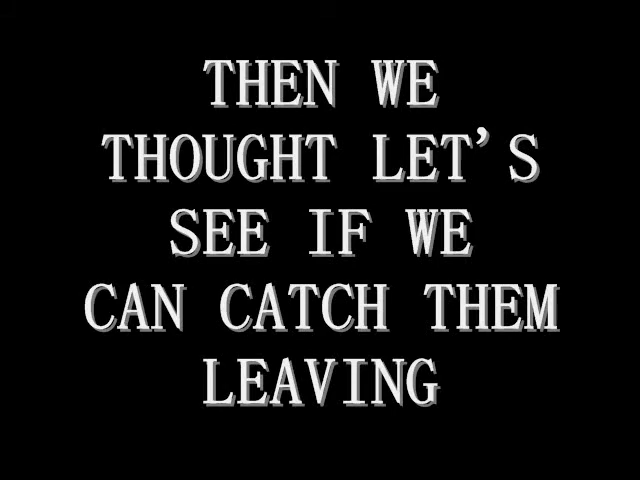 THEN WE
THOUGHT LET'S
SEE IF WE
CAN CATCH THEM
LEAVING